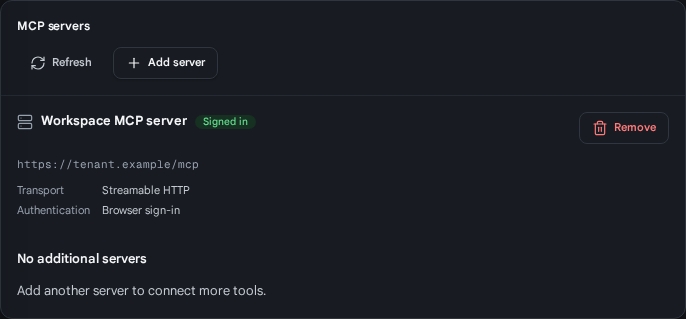 MCP servers
Refresh
Add server
Workspace MCP server
Signed in
Remove
https://tenant.example/mcp
Transport Streamable HTTP
Authentication Browser sign-in
No additional servers
Add another server to connect more tools.